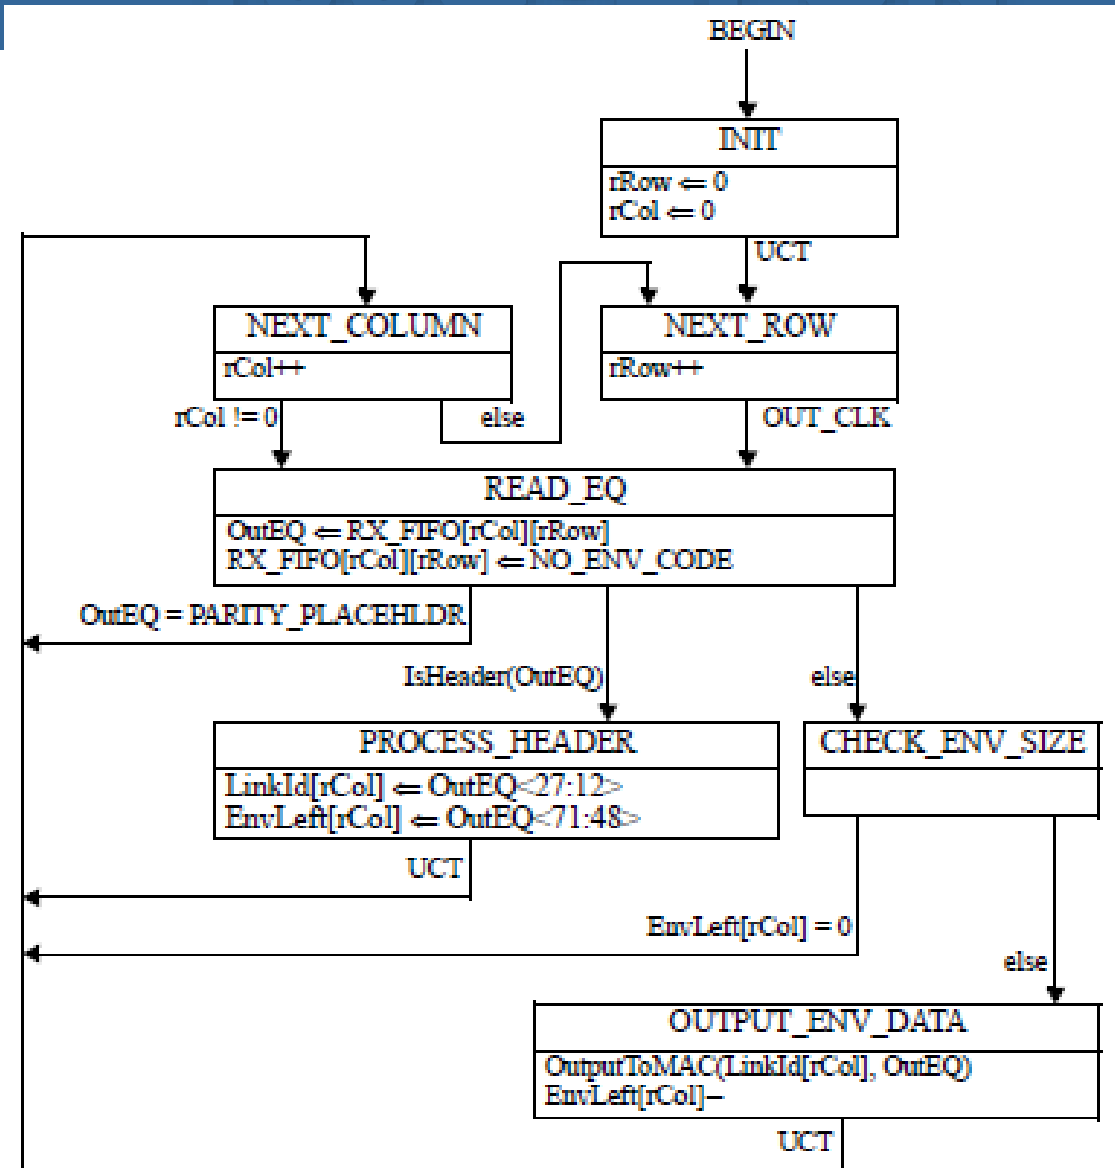 BEGIN
INIT
rRow ⇐ 0
rCol ⇐ 0
UCT
NEXT_COLUMN
rCol++
NEXT_ROW
rRow++
rCol != 0
else
OUT_CLK
READ_EQ
OutEQ ⇐ RX_FIFO[rCol][rRow]
RX_FIFO[rCol][rRow] ⇐ NO_ENV_CODE
OutEQ = PARITY_PLACEHLDR
IsHeader(OutEQ)
else
PROCESS_HEADER
LinkId[rCol] ⇐ OutEQ<27:12>
EnvLeft[rCol] ⇐ OutEQ<71:48>
CHECK_ENV_SIZE
UCT
EnvLeft[rCol] = 0
else
OUTPUT_ENV_DATA
OutputToMAC(LinkId[rCol], OutEQ)
EnvLeft[rCol]--
UCT